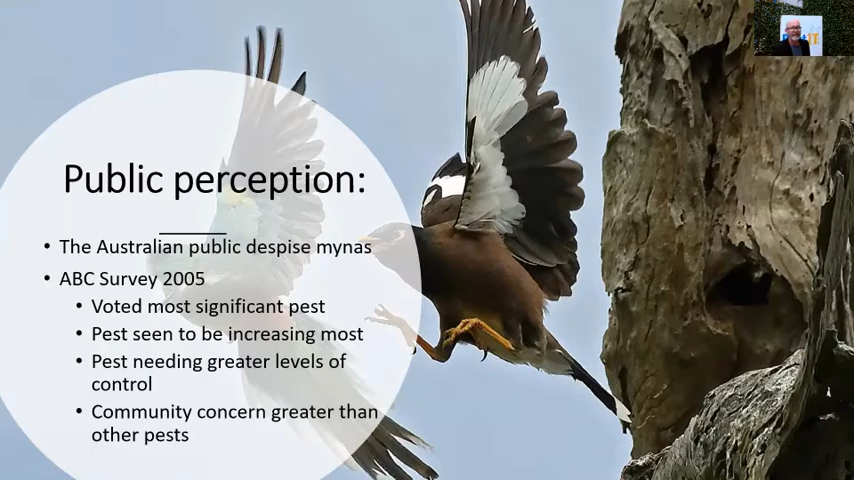 Public perception:
• The Australian public despise mynas
• ABC Survey 2005
• Voted most significant pest
• Pest seen to be increasing most
• Pest needing greater levels of
control
• Community concern greater than
other pests